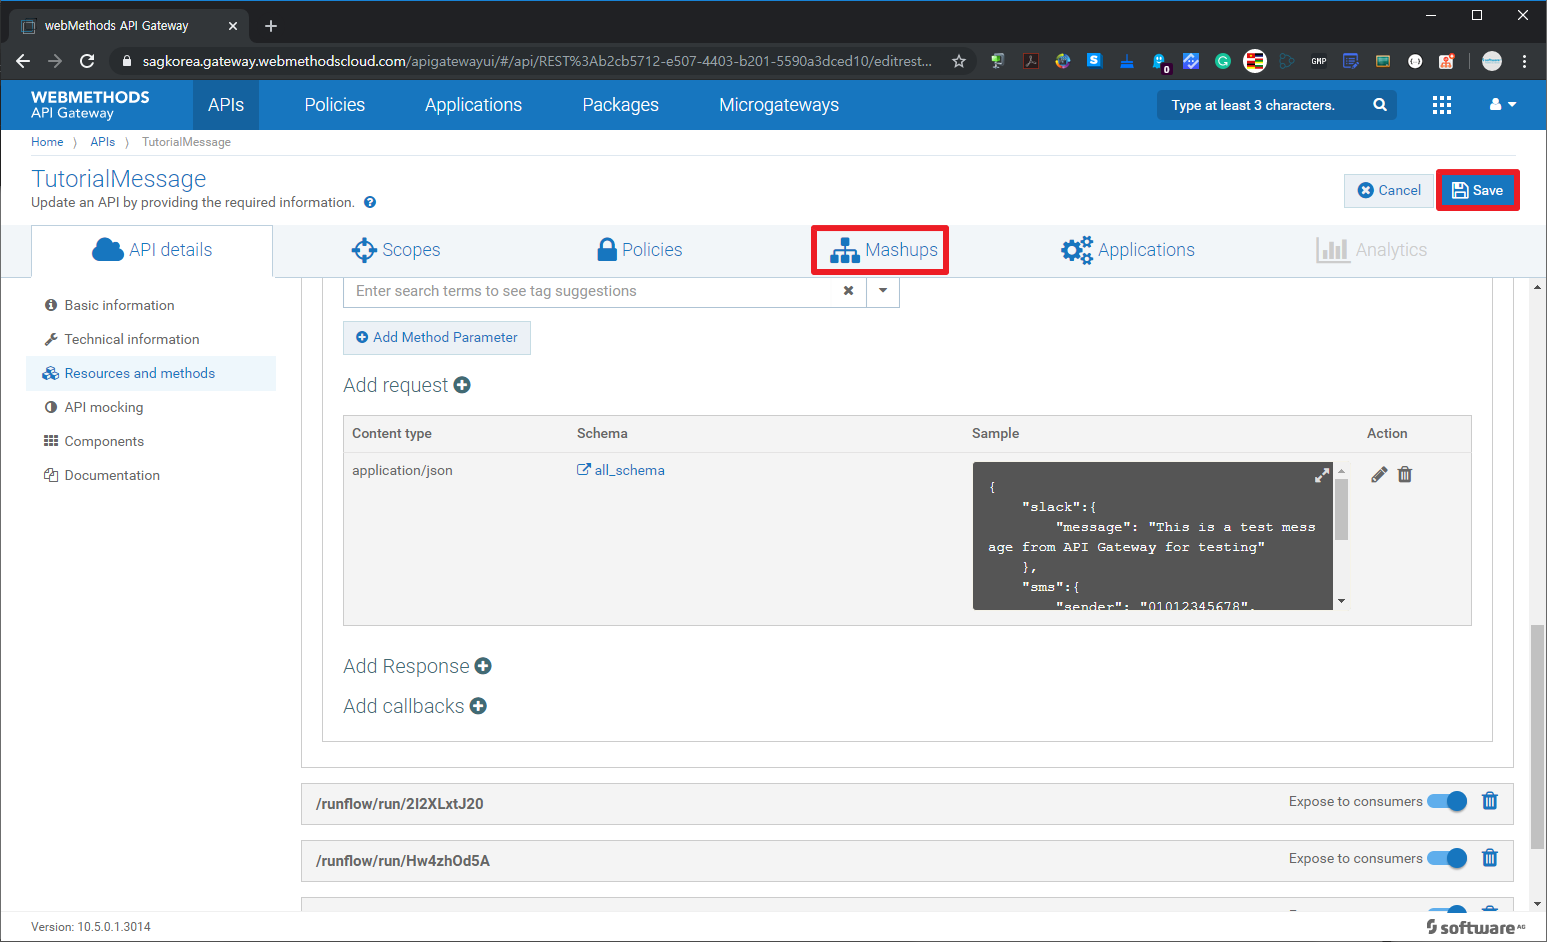 webMethods API Gateway
sagkorea.gateway.webmethodscloud.com/apigatewayui/#/api/REST%3Ab2cb5712-e507-4403-b201-5590a3dced10/editrest...
S
0
G
GMP
WEBMETHODS
API Gateway
APIs
Policies
Applications
Packages
Microgateways
Type at least 3 characters.
Home
APIs
TutorialMessage
TutorialMessage
Update an API by providing the required information.
Cancel
Save
API details
Scopes
Policies
Mashups
Applications
Analytics
Basic information
Technical information
Resources and methods
API mocking
Components
Documentation
Enter search terms to see tag suggestions
Add Method Parameter
Add request
Content type
Schema
Sample
Action
application/json
all_schema
{
"slack":{
"message": "This is a test mess
age from API Gateway for testing"
},
"sms":{
"sender": "01012345678",
Add Response
Add callbacks
/runflow/run/2I2XLxtJ20
Expose to consumers
/runflow/run/Hw4zhOd5A
Expose to consumers
Version: 10.5.0.1.3014
software AG